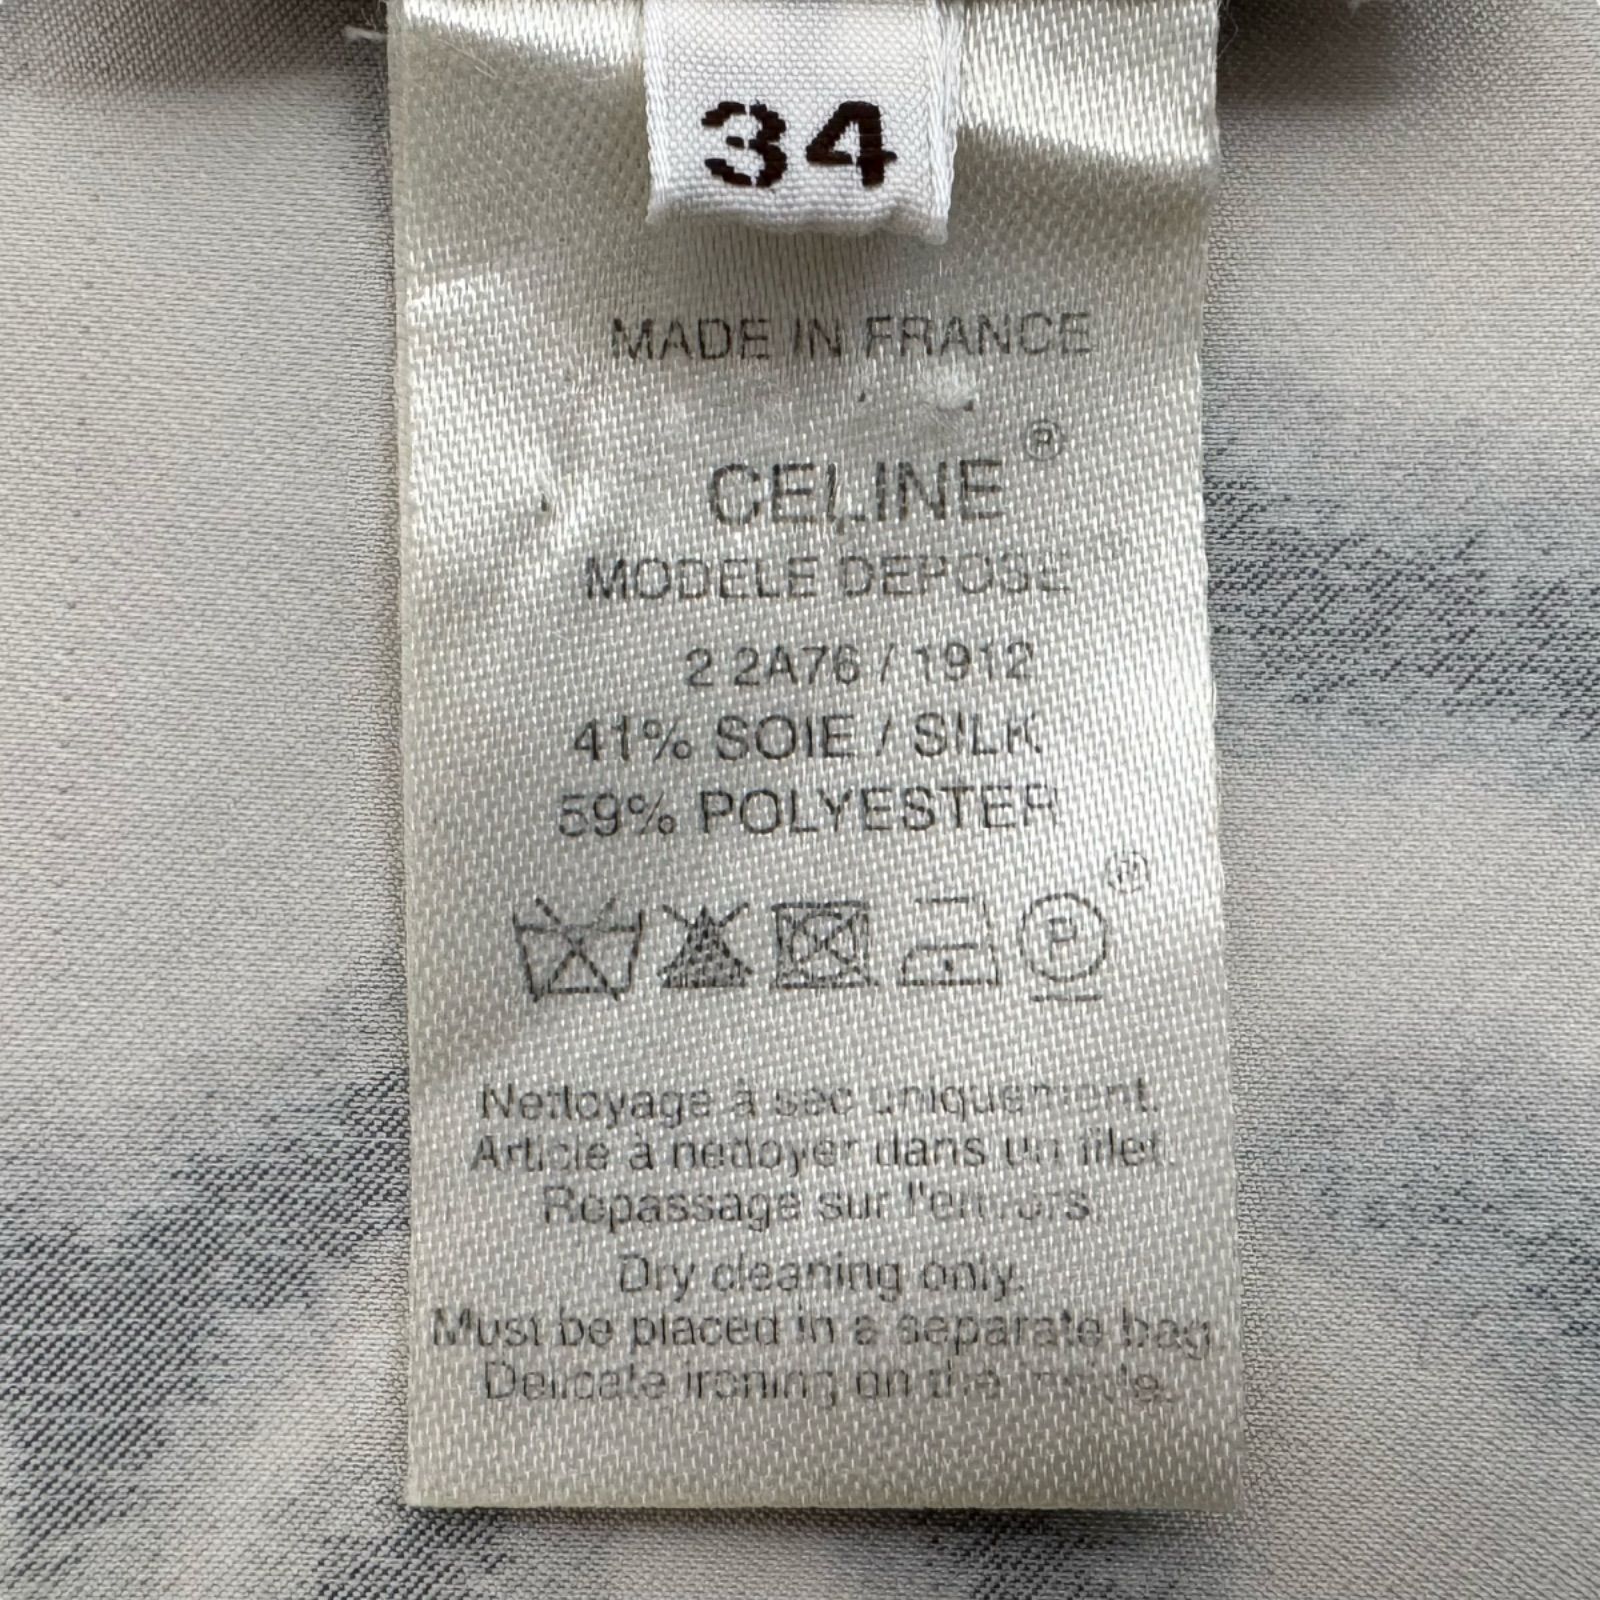 34
MADE IN FRANCE
CELINE ®
MODELE DEPOSE
2 2A76 / 1912
41% SOIE / SILK
59% POLYESTER
P ®
Nettoyage à sec uniquement.
Article à nettoyer dans un filet.
Repassage sur l'envers.
Dry cleaning only.
Must be placed in a separate bag.
Delicate ironing on the